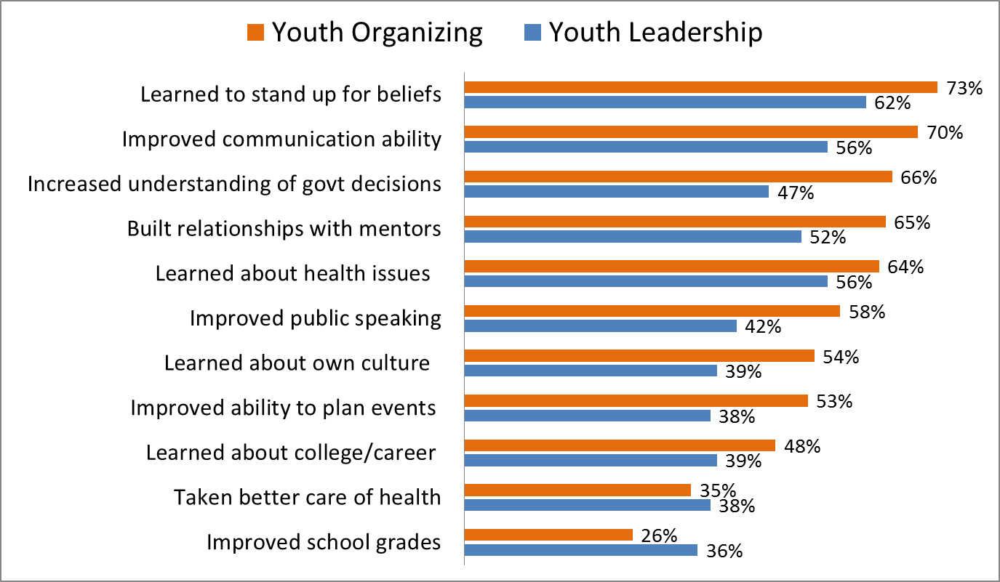 Youth Organizing Youth Leadership
Learned to stand up for beliefs 73%
62%
Improved communication ability 70%
56%
Increased understanding of govt decisions 66%
47%
Built relationships with mentors 65%
52%
Learned about health issues 64%
56%
Improved public speaking 58%
42%
Learned about own culture 54%
39%
Improved ability to plan events 53%
38%
Learned about college/career 48%
39%
Taken better care of health 35%
38%
Improved school grades 26%
36%